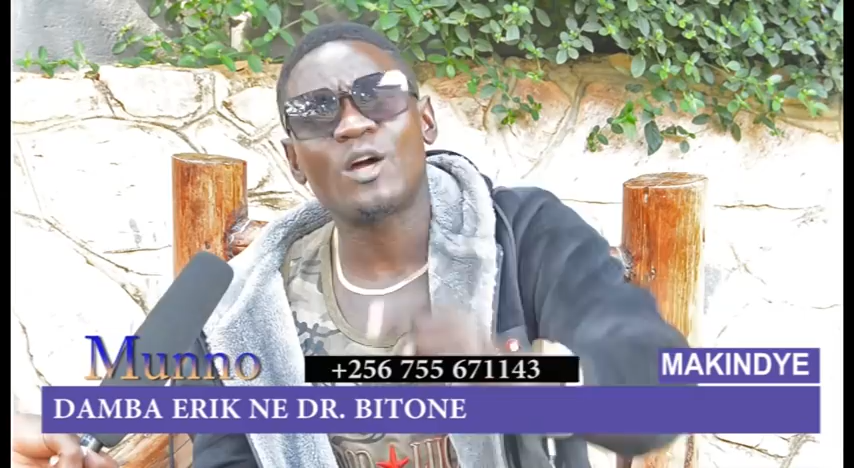 Munno
+256 755 671143
MAKINDYE
DAMBA ERIK NE DR. BITONE